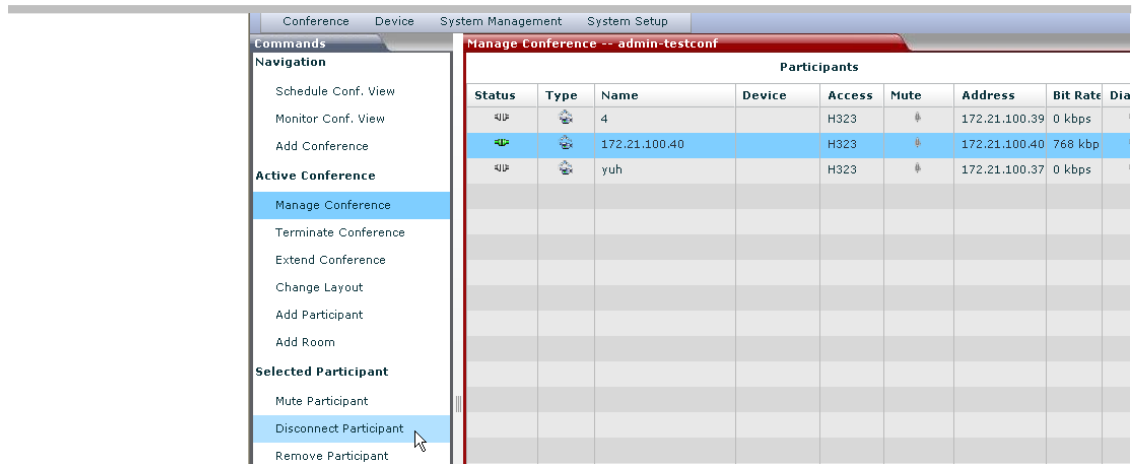 Conference Device System Management System Setup
Commands
Navigation
Schedule Conf. View
Monitor Conf. View
Add Conference
Active Conference
Manage Conference
Terminate Conference
Extend Conference
Change Layout
Add Participant
Add Room
Selected Participant
Mute Participant
Disconnect Participant
Remove Participant
Manage Conference -- admin-testconf
Participants
Status Type Name Device Access Mute Address Bit Rate Dia
4 H323 172.21.100.39 0 kbps
172.21.100.40 H323 172.21.100.40 768 kbp
yuh H323 172.21.100.37 0 kbps